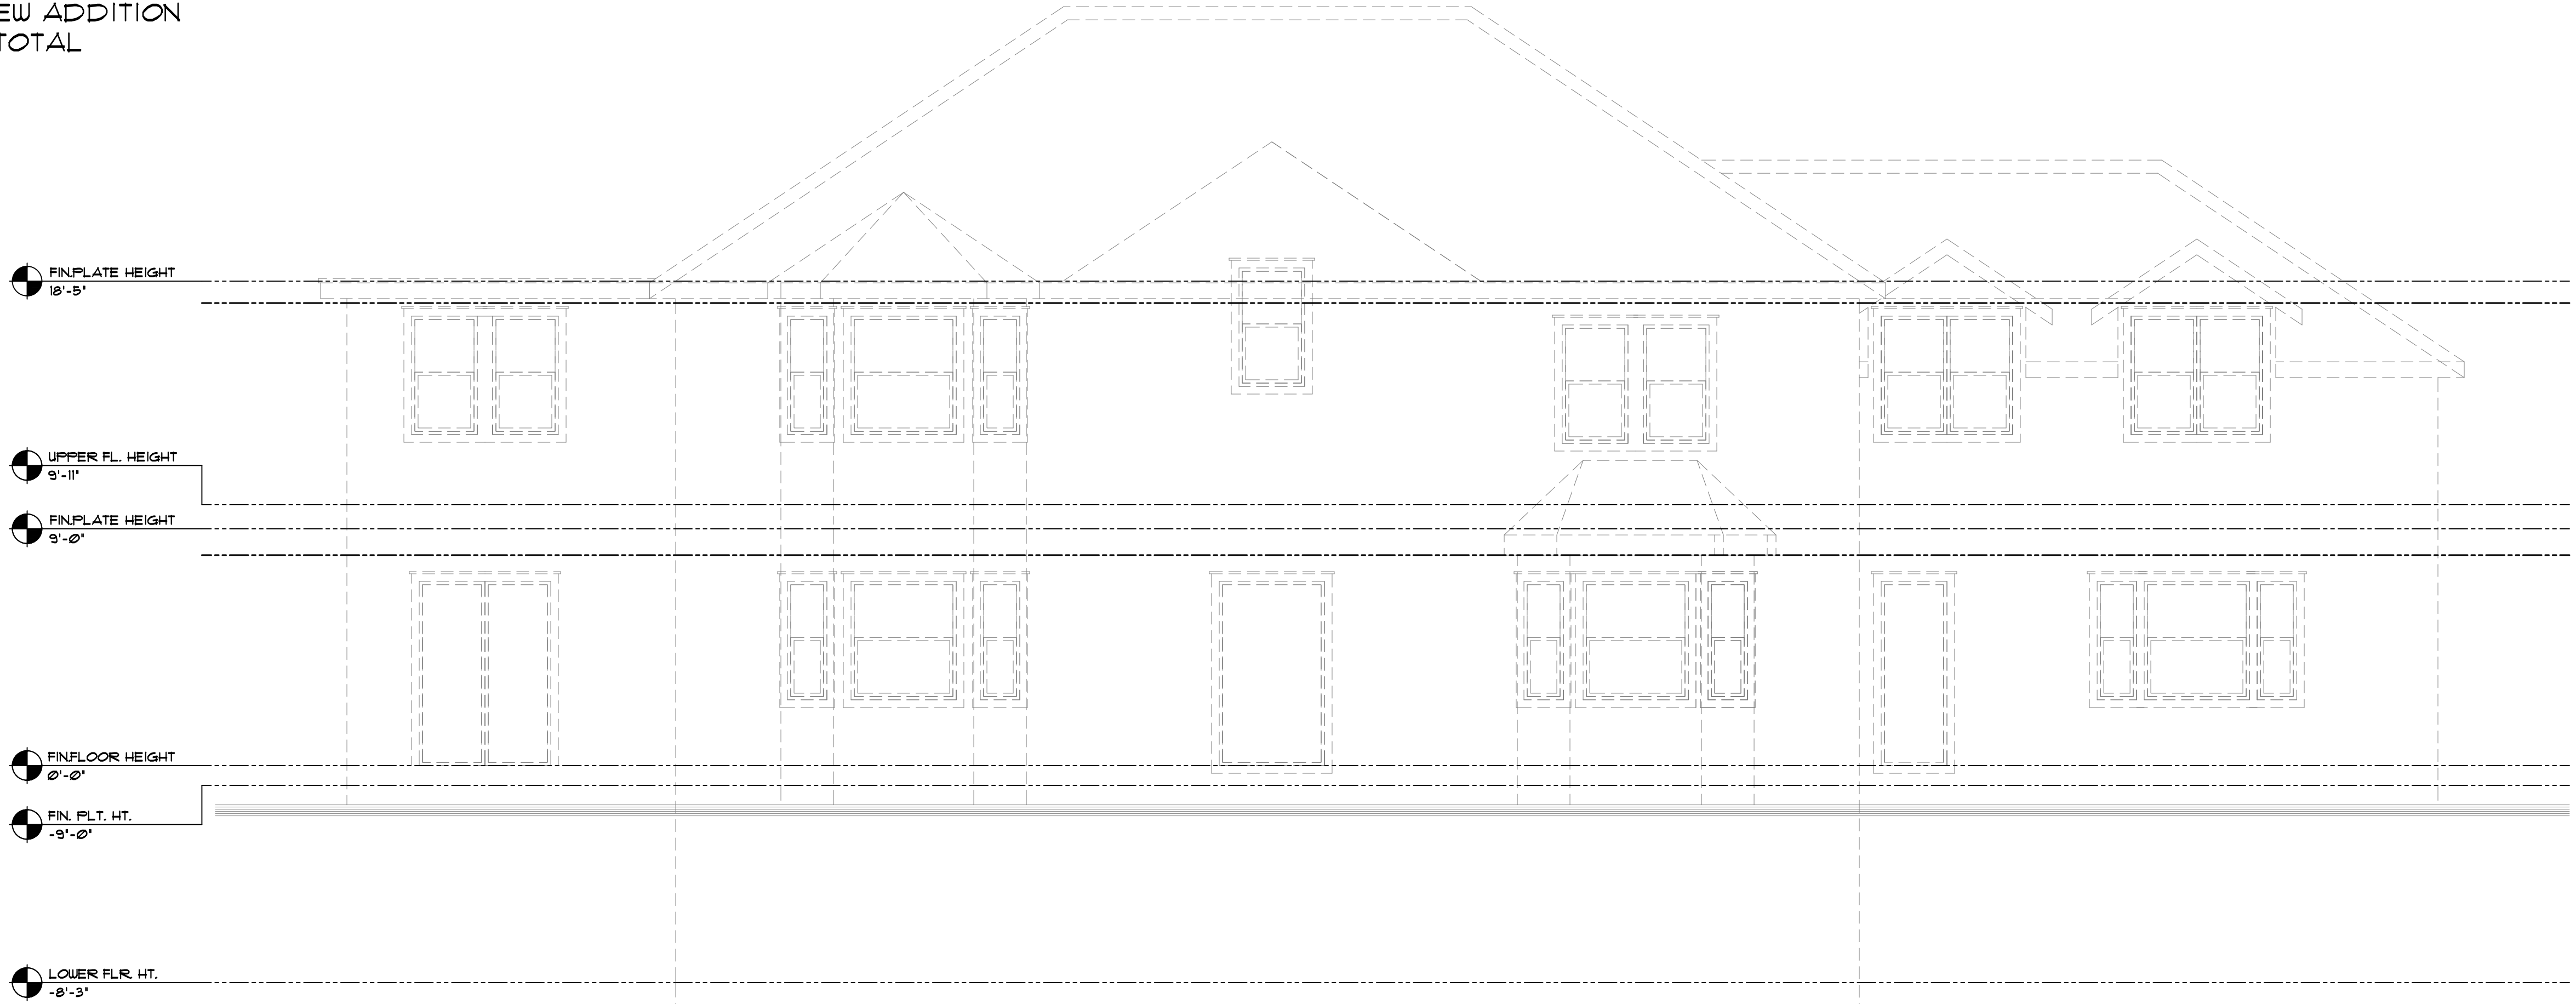 EW ADDITION
TOTAL
FIN.PLATE HEIGHT
18'-5"
UPPER FL. HEIGHT
9'-11"
FIN.PLATE HEIGHT
9'-0"
FIN.FLOOR HEIGHT
0'-0"
FIN. PLT. HT.
-9"-0"
LOWER FLR. HT.
-8'-3"